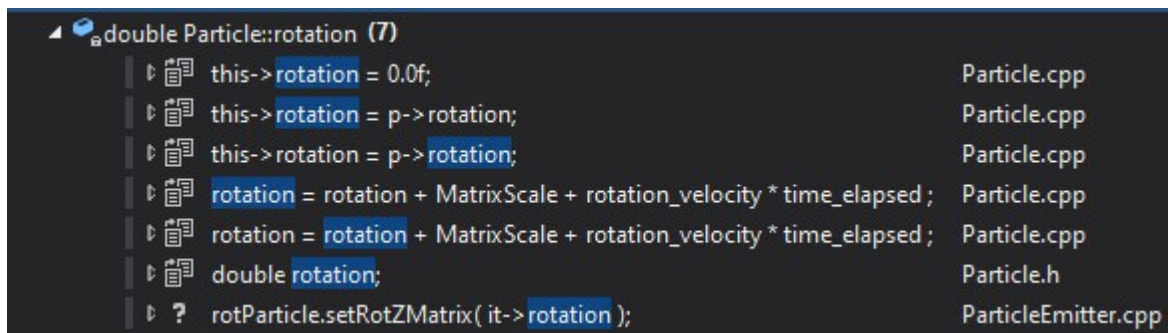 double Particle::rotation (7)
this->rotation = 0.0f; Particle.cpp
this->rotation = p->rotation; Particle.cpp
this->rotation = p->rotation; Particle.cpp
rotation = rotation + MatrixScale + rotation_velocity * time_elapsed ; Particle.cpp
rotation = rotation + MatrixScale + rotation_velocity * time_elapsed ; Particle.cpp
double rotation; Particle.h
? rotParticle.setRotZMatrix( it->rotation ); ParticleEmitter.cpp